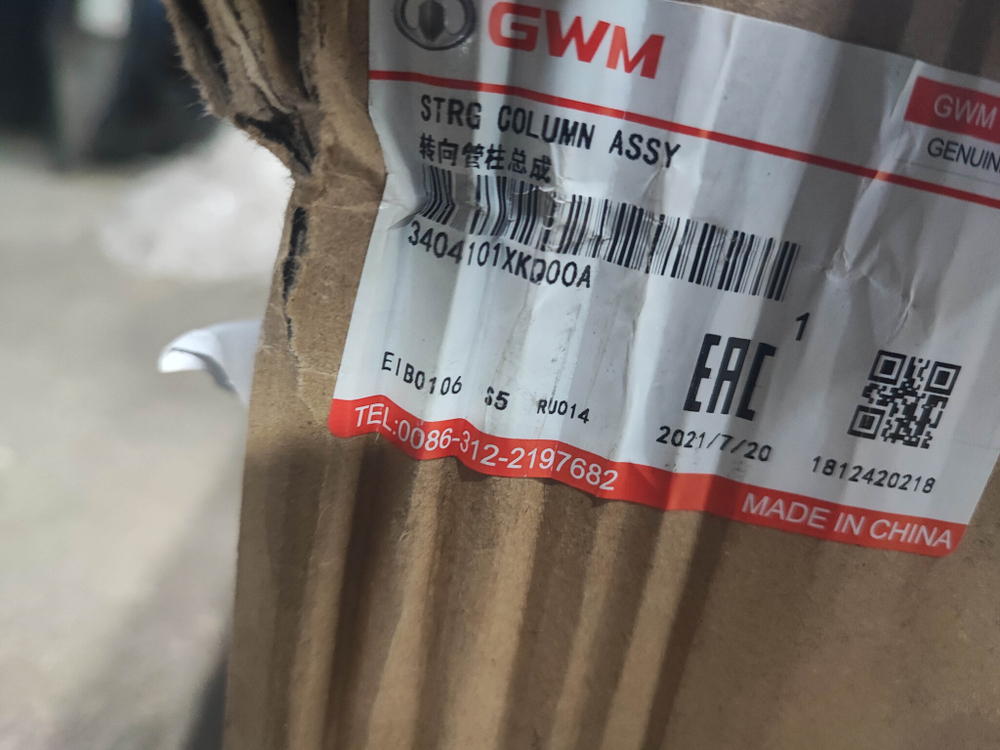 GWM
GWM
GENUIN
STRG COLUMN ASSY
转向管柱总成
3404101XKQ00A
1
EIB0106 S5 RU014
EAC
2021/7/20
1812420218
TEL:0086-312-2197682
MADE IN CHINA